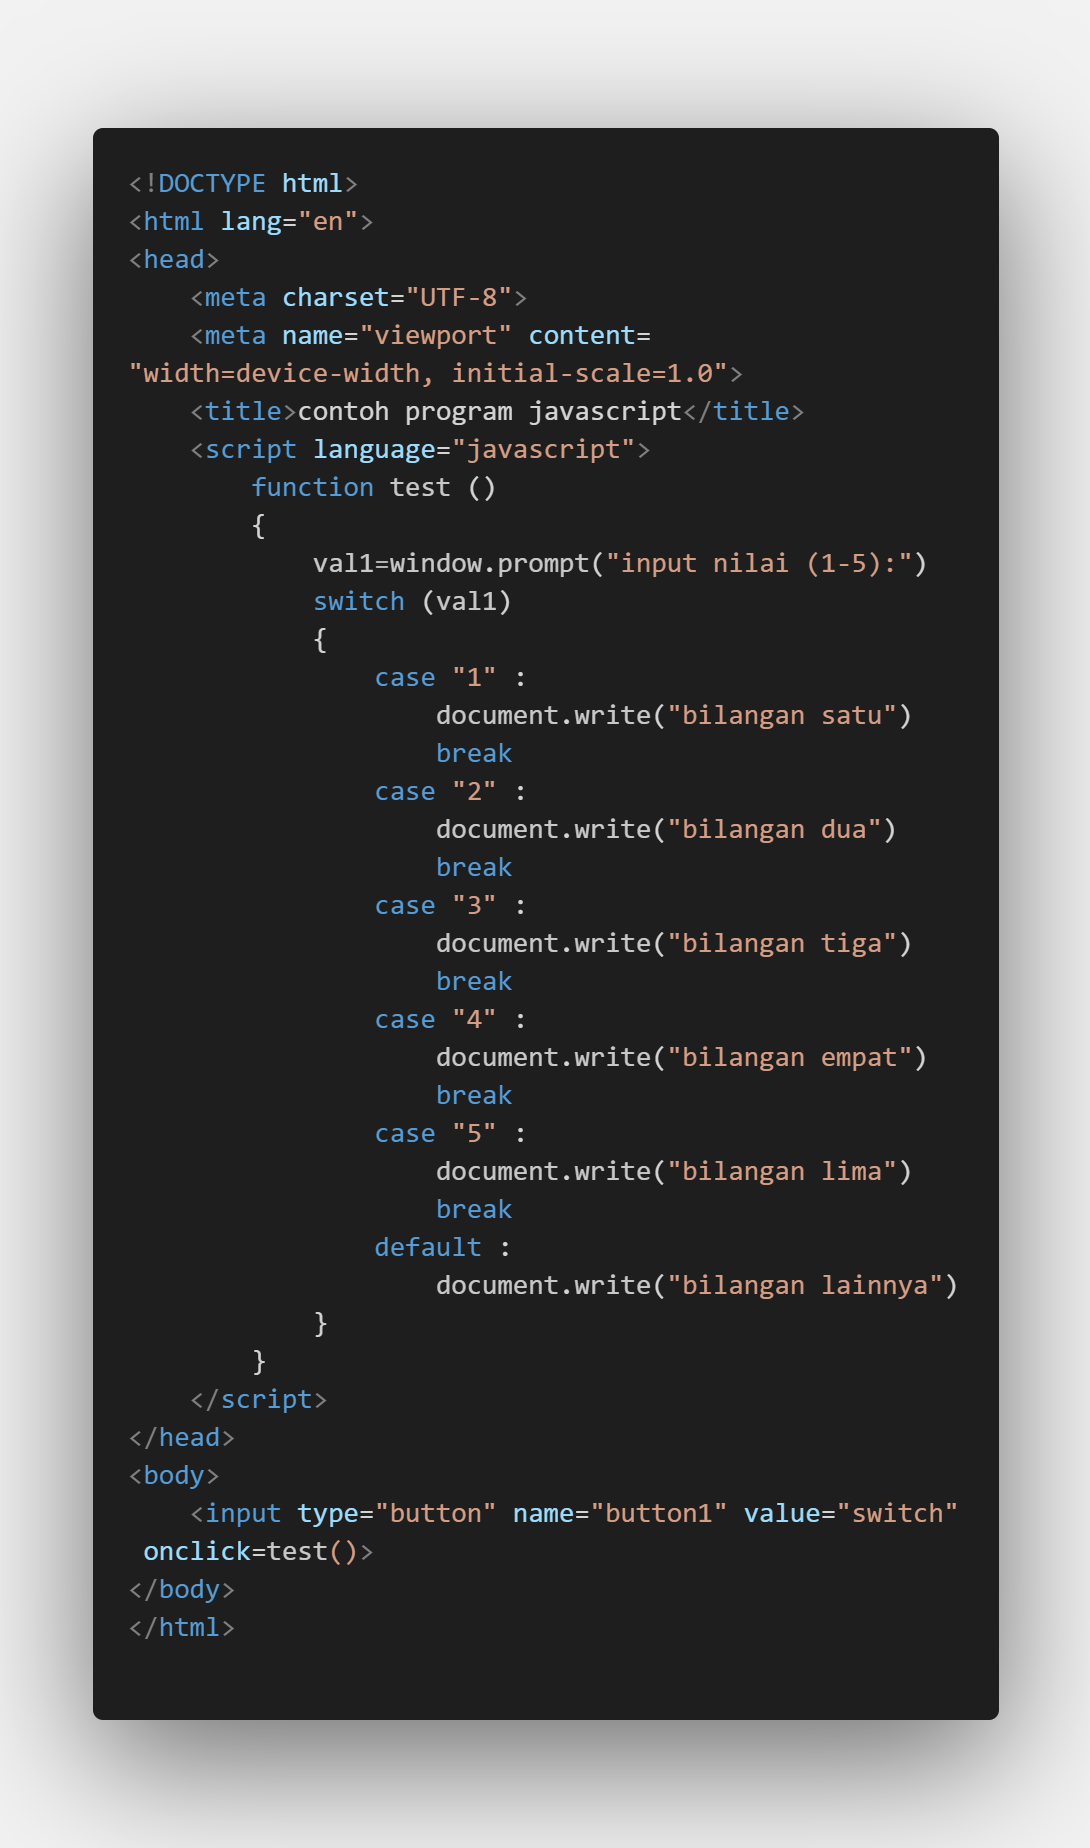 <!DOCTYPE html>
<html lang="en">
<head>
    <meta charset="UTF-8">
    <meta name="viewport" content=
"width=device-width, initial-scale=1.0">
    <title>contoh program javascript</title>
    <script language="javascript">
        function test ()
        {
            val1=window.prompt("input nilai (1-5):")
            switch (val1)
            {
                case "1" :
                    document.write("bilangan satu")
                    break
                case "2" :
                    document.write("bilangan dua")
                    break
                case "3" :
                    document.write("bilangan tiga")
                    break
                case "4" :
                    document.write("bilangan empat")
                    break
                case "5" :
                    document.write("bilangan lima")
                    break
                default :
                    document.write("bilangan lainnya")
            }
        }
    </script>
</head>
<body>
    <input type="button" name="button1" value="switch"
 onclick=test()>
</body>
</html>